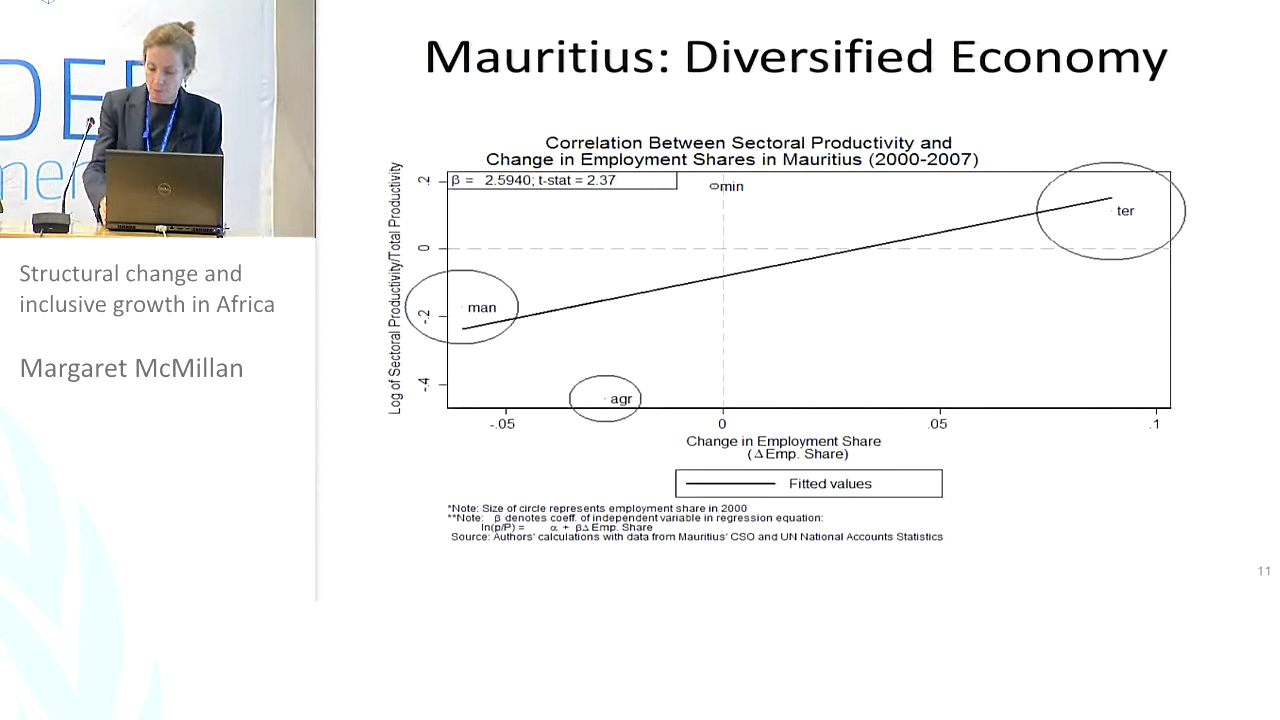 Mauritius: Diversified Economy
Correlation Between Sectoral Productivity and
Change in Employment Shares in Mauritius (2000-2007)
Log of Sectoral Productivity/Total Productivity
.2
0
-.2
-.4
β = 2.5940; t-stat = 2.37
min
ter
man
agr
-.05
0
.05
.1
Change in Employment Share
(Δ Emp. Share)
Fitted values
*Note: Size of circle represents employment share in 2000
**Note: β denotes coeff. of independent variable in regression equation:
ln(p/P) = α + βΔ Emp. Share
Source: Authors' calculations with data from Mauritius' CSO and UN National Accounts Statistics
11
DELL
Structural change and
inclusive growth in Africa
Margaret McMillan